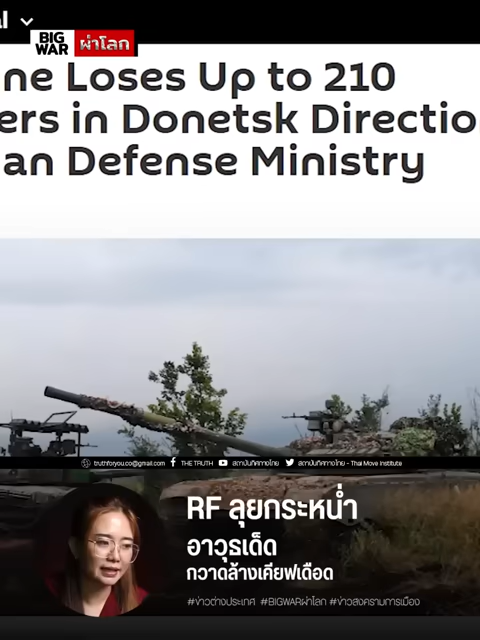 al
BIG WAR ผ่าโลก
ne Loses Up to 210
ers in Donetsk Directio
an Defense Ministry
truthforyou.co@gmail.com THE TRUTH สถาบันทิศทางไทย สถาบันทิศทางไทย - Thai Move Institute
RF ลุยกระหน่ำ
อาวุธเด็ด
กวาดล้างเคียฟเดือด
#ข่าวต่างประเทศ #BIGWARผ่าโลก #ข่าวสงครามการเมือง